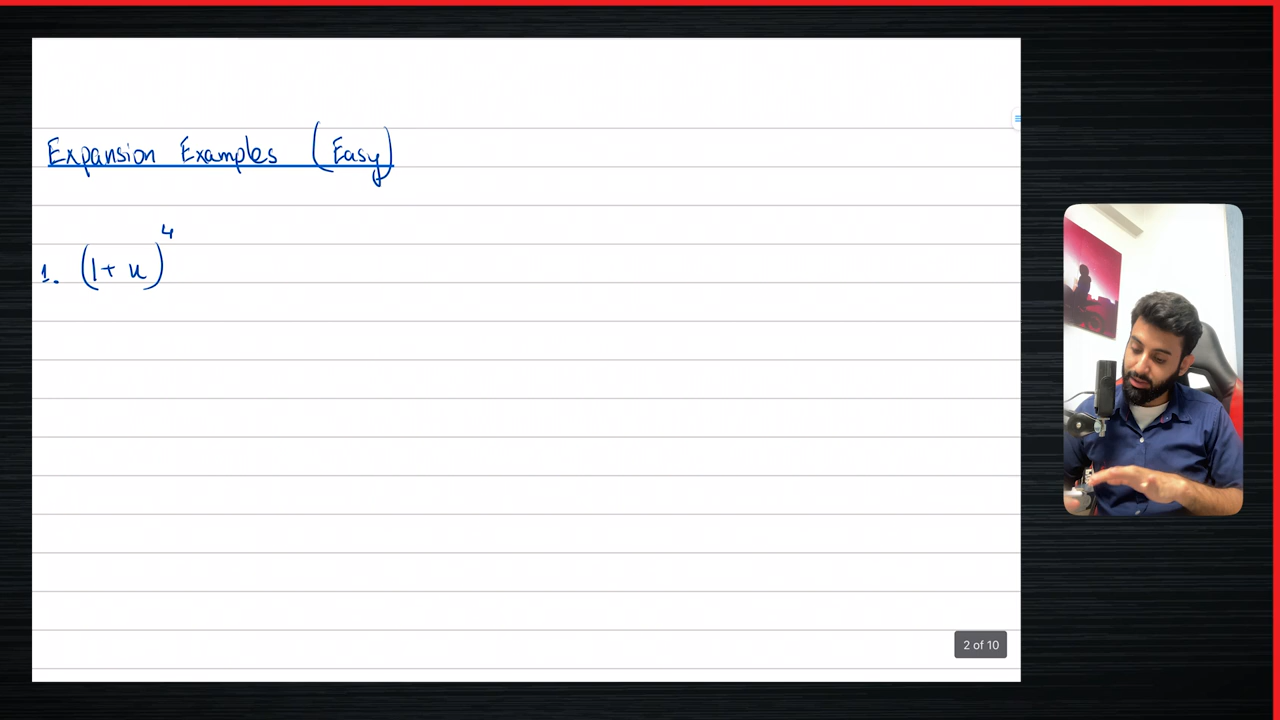 Expansion Examples (Easy)
1. (1+ x)⁴
2 of 10